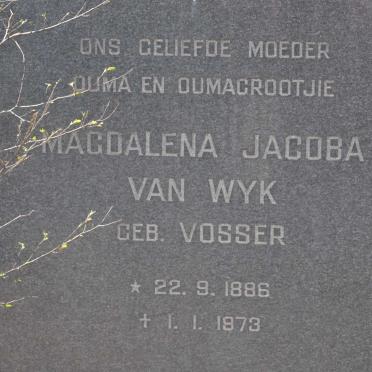 ONS GELIEFDE MOEDER
OUMA EN OUMAGROOTJIE
MAGDALENA JACOBA
VAN WYK
GEB. VOSSER
★ 22. 9. 1886
✝ 1. 1. 1973